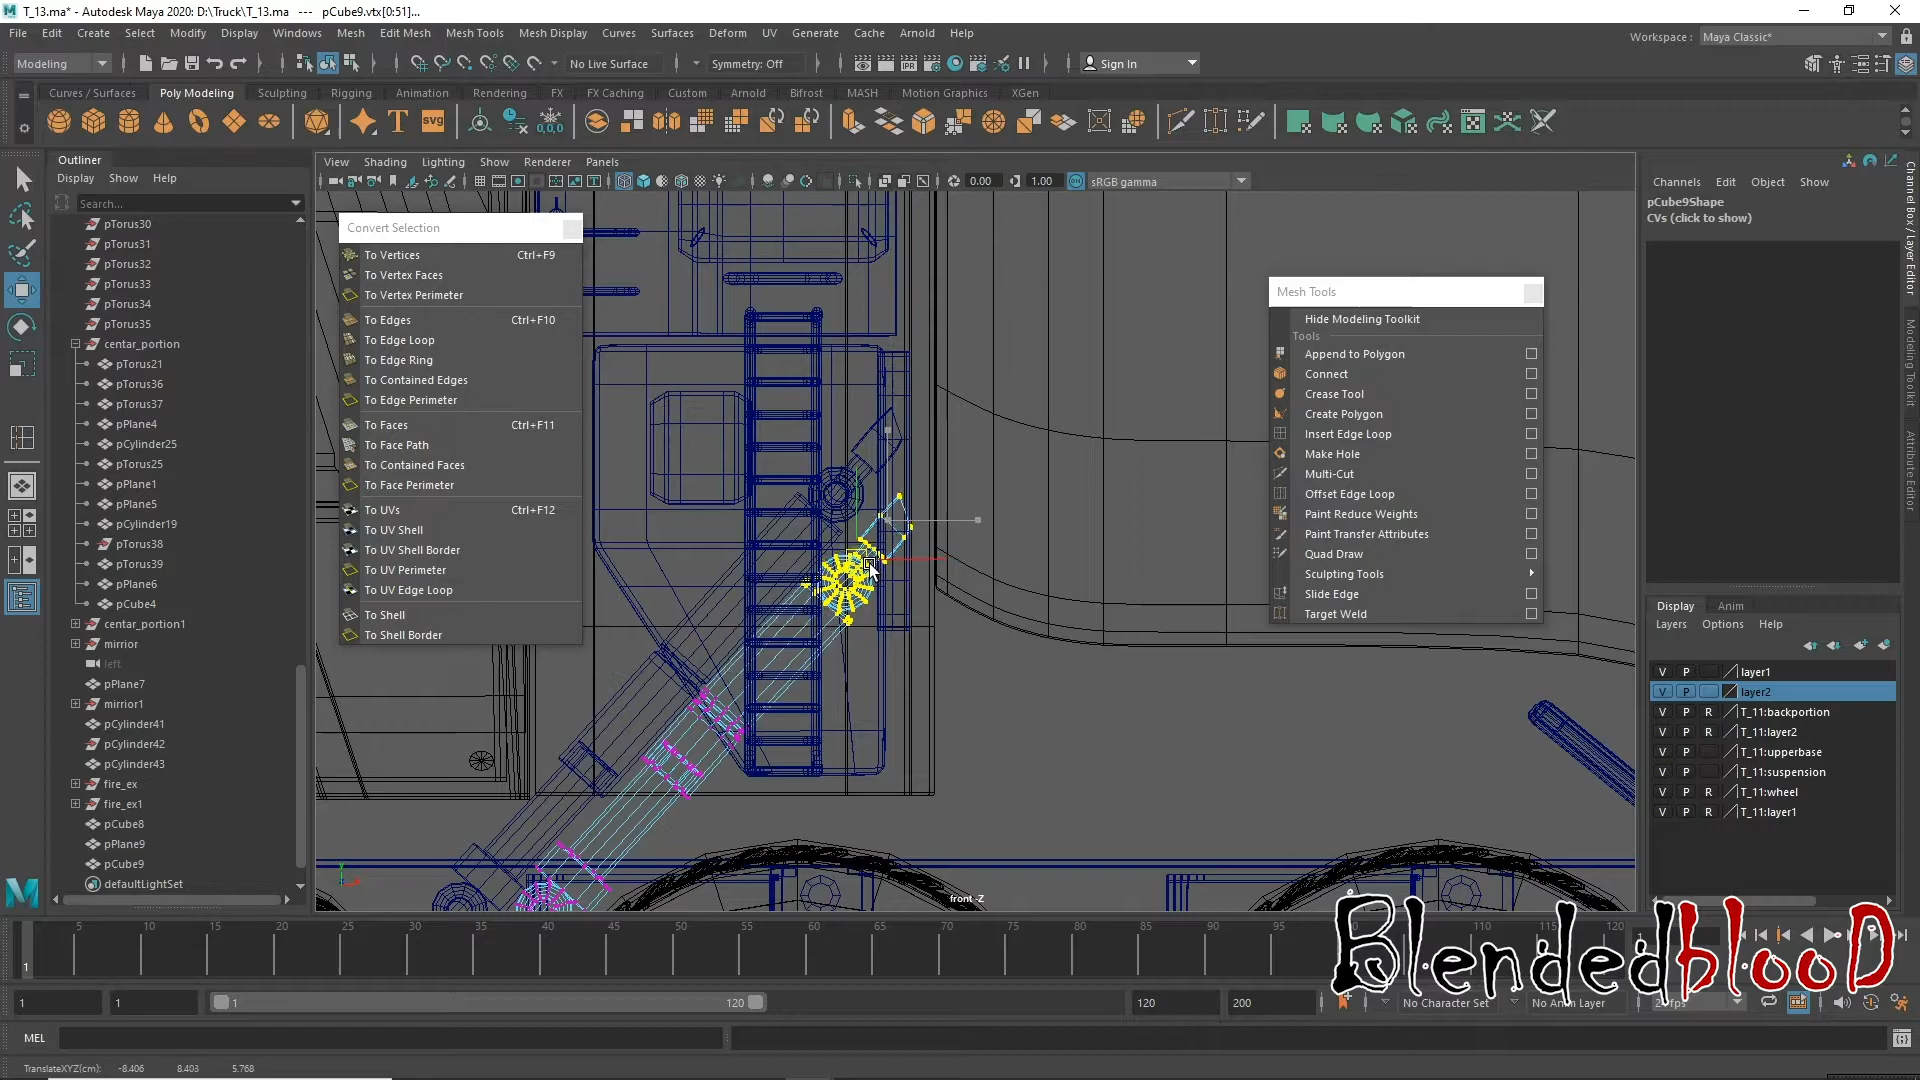 T_13.ma* - Autodesk Maya 2020: D:\Truck\T_13.ma --- pCube9.vtx[0:51]...
File Edit Create Select Modify Display Windows Mesh Edit Mesh Mesh Tools Mesh Display Curves Surfaces Deform UV Generate Cache Arnold Help
Workspace : Maya Classic*
Modeling No Live Surface Symmetry: Off Sign In
Curves / Surfaces Poly Modeling Sculpting Rigging Animation Rendering FX FX Caching Custom Arnold Bifrost MASH Motion Graphics XGen
Outliner
Display Show Help
Search...
pTorus30
pTorus31
pTorus32
pTorus33
pTorus34
pTorus35
centar_portion
pTorus21
pTorus36
pTorus37
pPlane4
pCylinder25
pTorus25
pPlane1
pPlane5
pCylinder19
pTorus38
pTorus39
pPlane6
pCube4
centar_portion1
mirrior
left
pPlane7
mirrior1
pCylinder41
pCylinder42
pCylinder43
fire_ex
fire_ex1
pCube8
pPlane9
pCube9
defaultLightSet
View Shading Lighting Show Renderer Panels
0.00 1.00 sRGB gamma
Convert Selection
To Vertices Ctrl+F9
To Vertex Faces
To Vertex Perimeter
To Edges Ctrl+F10
To Edge Loop
To Edge Ring
To Contained Edges
To Edge Perimeter
To Faces Ctrl+F11
To Face Path
To Contained Faces
To Face Perimeter
To UVs Ctrl+F12
To UV Shell
To UV Shell Border
To UV Perimeter
To UV Edge Loop
To Shell
To Shell Border
Mesh Tools
Hide Modeling Toolkit
Tools
Append to Polygon
Connect
Crease Tool
Create Polygon
Insert Edge Loop
Make Hole
Multi-Cut
Offset Edge Loop
Paint Reduce Weights
Paint Transfer Attributes
Quad Draw
Sculpting Tools
Slide Edge
Target Weld
front -Z
Channels Edit Object Show
pCube9Shape
CVs (click to show)
Channel Box / Layer Editor
Modeling Toolkit
Attribute Editor
Display Anim
Layers Options Help
V P layer1
V P layer2
V P R T_11:backportion
V P R T_11:layer2
V P T_11:upperbase
V P T_11:suspension
V P R T_11:wheel
V P R T_11:layer1
5 10 15 20 25 30 35 40 45 50 55 60 65 70 75 80 85 90 95 100 105 110 115 120
1
BlendedblooD
1 1 1 120 120 200 No Character Set No Anim Layer
MEL
TranslateXYZ(cm): -8.406 8.403 5.768